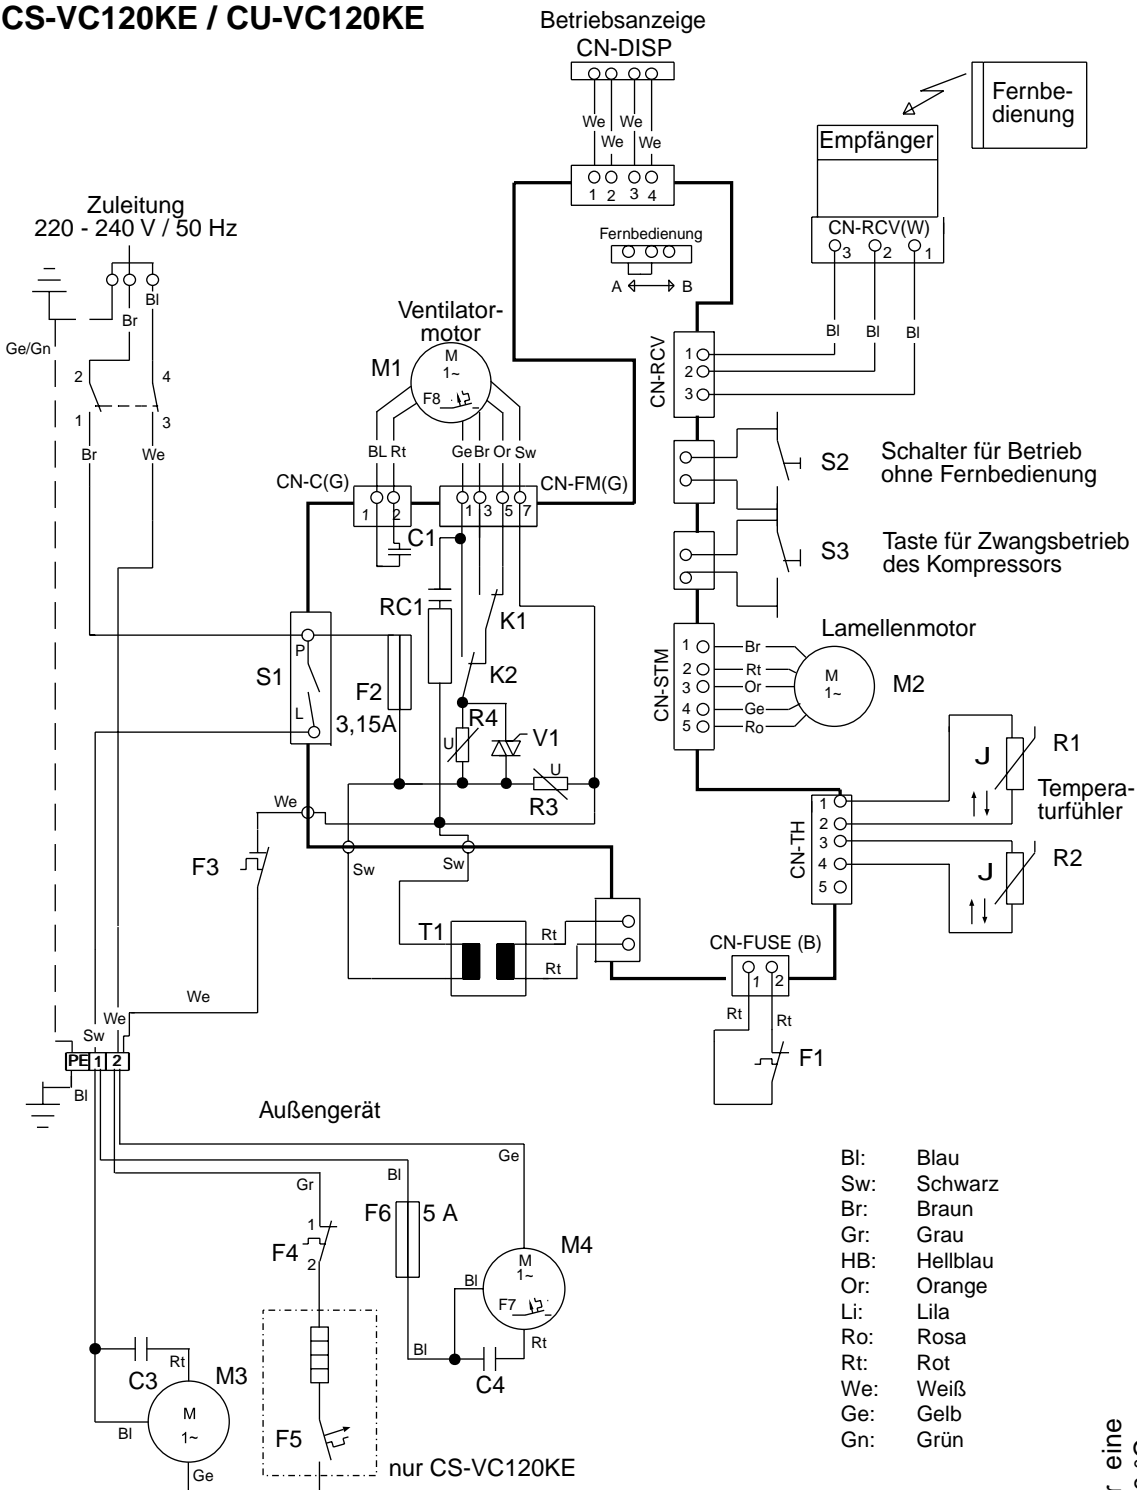 CS-VC120KE / CU-VC120KE
Betriebsanzeige
CN-DISP
We We
We We
1 2 3 4
Fernbe-
dienung
Empfänger
CN-RCV(W)
3 2 1
Bl Bl Bl
Fernbedienung
A B
Zuleitung
220 - 240 V / 50 Hz
Bl
Br
Ge/Gn
2 4
1 3
Br We
Ventilator-
motor
M1
M
1~
F8
BL Rt Ge Br Or Sw
CN-C(G)
CN-FM(G)
1 2 1 3 5 7
C1
RC1
K1
K2
CN-RCV
1
2
3
S2
Schalter für Betrieb
ohne Fernbedienung
S3
Taste für Zwangsbetrieb
des Kompressors
S1
P
L
F2
3,15A
R4
U
V1
U
R3
Lamellenmotor
CN-STM
1 Br
2 Rt
3 Or
4 Ge
5 Ro
M
1~
M2
J
R1
Tempera-
turfühler
J
R2
CN-TH
1
2
3
4
5
We
F3
Sw
Sw
T1
Rt
Rt
CN-FUSE (B)
1 2
Rt Rt
F1
We
We
Sw
PE 1 2
Bl
Außengerät
Ge
Bl
Gr
F6 5 A
1
F4
2
M4
M
1~
F7
Bl
Rt
Bl
C4
C3
Rt
M3
M
1~
Bl
Ge
F5
nur CS-VC120KE
Bl: Blau
Sw: Schwarz
Br: Braun
Gr: Grau
HB: Hellblau
Or: Orange
Li: Lila
Ro: Rosa
Rt: Rot
We: Weiß
Ge: Gelb
Gn: Grün
eine